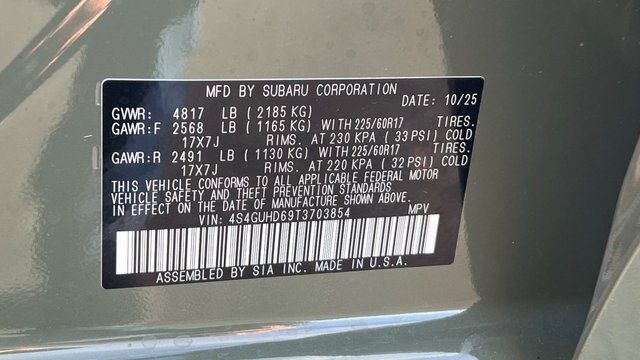 MFD BY SUBARU CORPORATION
DATE: 10/25
GVWR: 4817 LB ( 2185 KG)
GAWR:F 2568 LB ( 1165 KG) WITH 225/60R17 TIRES.
17X7J RIMS. AT 230 KPA ( 33 PSI) COLD
GAWR:R 2491 LB ( 1130 KG) WITH 225/60R17 TIRES.
17X7J RIMS. AT 220 KPA ( 32 PSI) COLD
THIS VEHICLE CONFORMS TO ALL APPLICABLE FEDERAL MOTOR
VEHICLE SAFETY AND THEFT PREVENTION STANDARDS
IN EFFECT ON THE DATE OF MANUFACTURE SHOWN ABOVE.
VIN: 4S4GUHD69T3703854 MPV
ASSEMBLED BY SIA INC. MADE IN U.S.A.